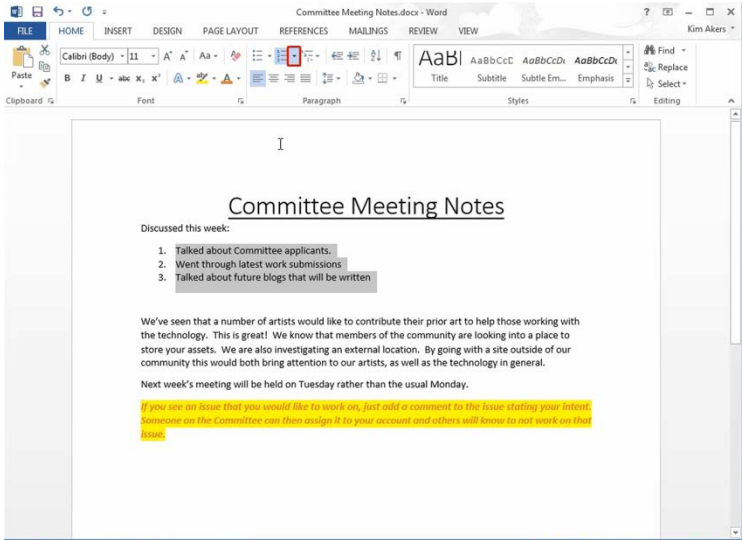 Committee Meeting Notes.docx - Word
FILE HOME INSERT DESIGN PAGE LAYOUT REFERENCES MAILINGS REVIEW VIEW Kim Akers
Paste
Calibri (Body) 11
Aa
B I U abc x₂ x² A A
AaBl AaBbCcD AaBbCcDc AaBbCcDc
Title Subtitle Subtle Em... Emphasis
Find
Replace
Select
Clipboard Font Paragraph Styles Editing
Committee Meeting Notes
Discussed this week:
1. Talked about Committee applicants.
2. Went through latest work submissions
3. Talked about future blogs that will be written
We’ve seen that a number of artists would like to contribute their prior art to help those working with
the technology. This is great! We know that members of the community are looking into a place to
store your assets. We are also investigating an external location. By going with a site outside of our
community this would both bring attention to our artists, as well as the technology in general.
Next week’s meeting will be held on Tuesday rather than the usual Monday.
If you see an issue that you would like to work on, just add a comment to the issue stating your intent.
Someone on the Committee can then assign it to your account and others will know to not work on that
issue.